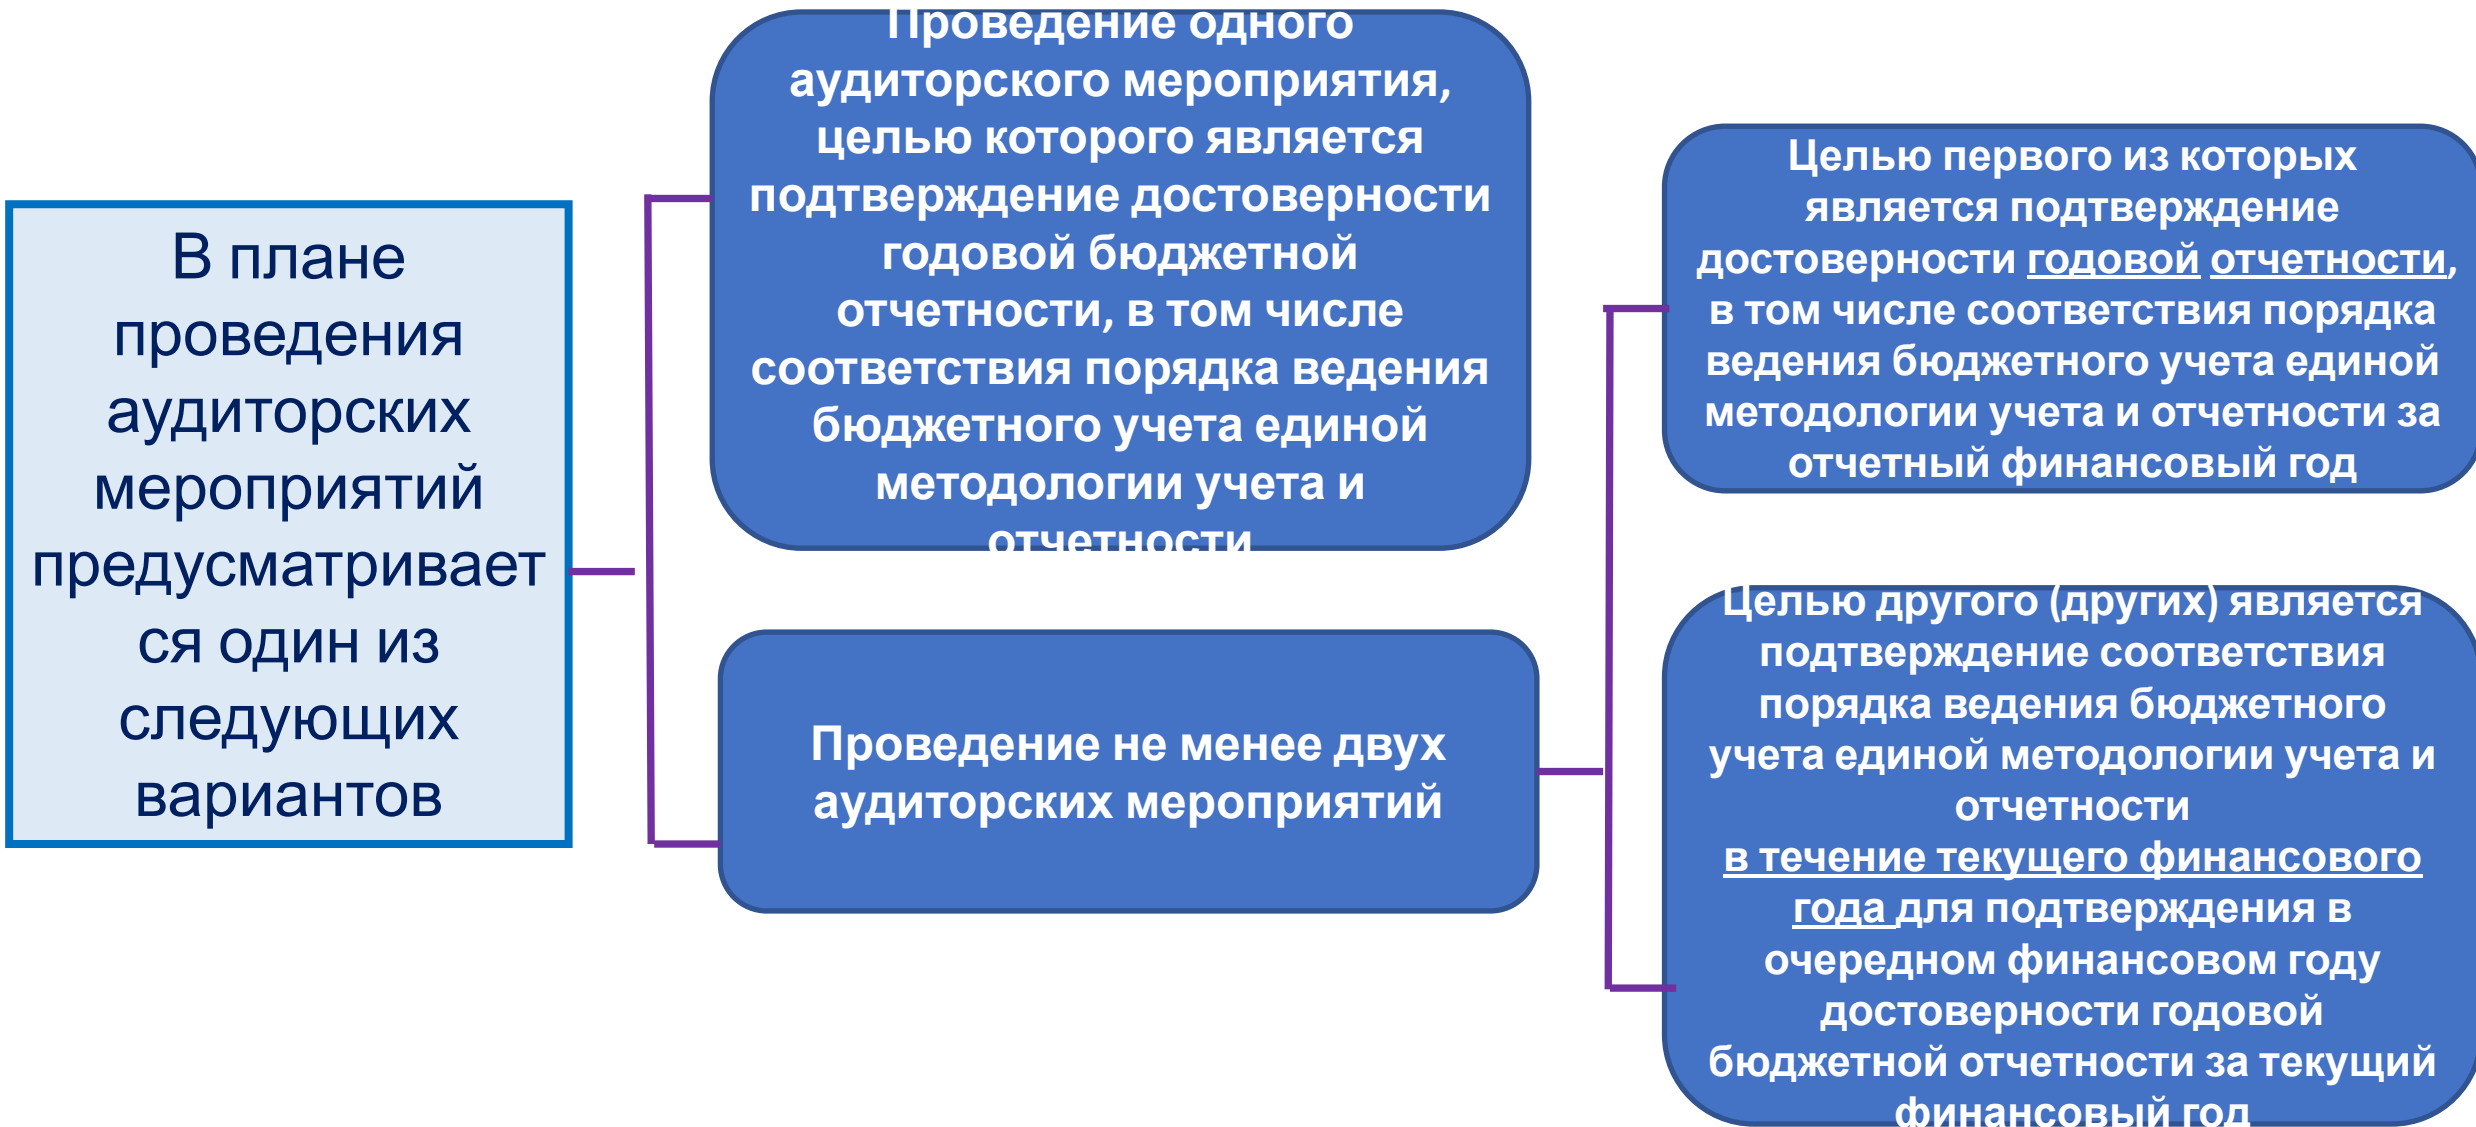 В плане
проведения
аудиторских
мероприятий
предусматривает
ся один из
следующих
вариантов
Проведение одного
аудиторского мероприятия,
целью которого является
подтверждение достоверности
годовой бюджетной
отчетности, в том числе
соответствия порядка ведения
бюджетного учета единой
методологии учета и
отчетности
Проведение не менее двух
аудиторских мероприятий
Целью первого из которых
является подтверждение
достоверности годовой отчетности,
в том числе соответствия порядка
ведения бюджетного учета единой
методологии учета и отчетности за
отчетный финансовый год
Целью другого (других) является
подтверждение соответствия
порядка ведения бюджетного
учета единой методологии учета и
отчетности
в течение текущего финансового
года для подтверждения в
очередном финансовом году
достоверности годовой
бюджетной отчетности за текущий
финансовый год